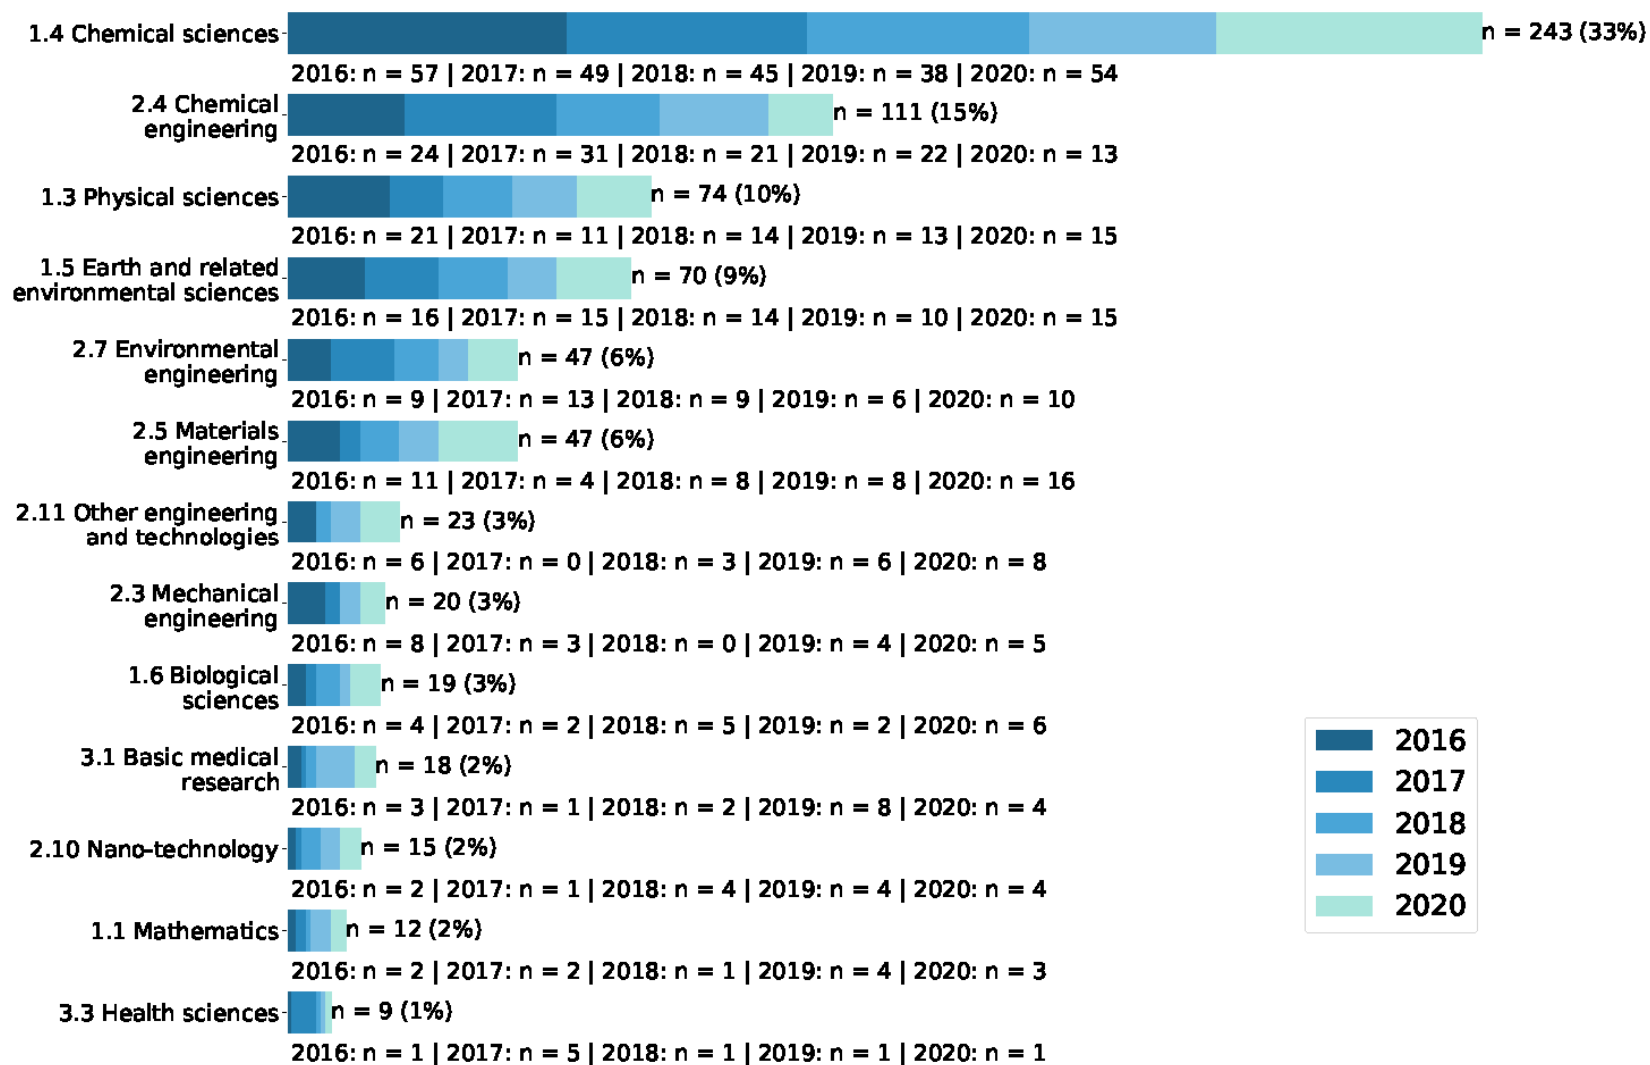 1.4 Chemical sciences
n = 243 (33%)
2016: n = 57 | 2017: n = 49 | 2018: n = 45 | 2019: n = 38 | 2020: n = 54
2.4 Chemical
engineering
n = 111 (15%)
2016: n = 24 | 2017: n = 31 | 2018: n = 21 | 2019: n = 22 | 2020: n = 13
1.3 Physical sciences
n = 74 (10%)
2016: n = 21 | 2017: n = 11 | 2018: n = 14 | 2019: n = 13 | 2020: n = 15
1.5 Earth and related
environmental sciences
n = 70 (9%)
2016: n = 16 | 2017: n = 15 | 2018: n = 14 | 2019: n = 10 | 2020: n = 15
2.7 Environmental
engineering
n = 47 (6%)
2016: n = 9 | 2017: n = 13 | 2018: n = 9 | 2019: n = 6 | 2020: n = 10
2.5 Materials
engineering
n = 47 (6%)
2016: n = 11 | 2017: n = 4 | 2018: n = 8 | 2019: n = 8 | 2020: n = 16
2.11 Other engineering
and technologies
n = 23 (3%)
2016: n = 6 | 2017: n = 0 | 2018: n = 3 | 2019: n = 6 | 2020: n = 8
2.3 Mechanical
engineering
n = 20 (3%)
2016: n = 8 | 2017: n = 3 | 2018: n = 0 | 2019: n = 4 | 2020: n = 5
1.6 Biological
sciences
n = 19 (3%)
2016: n = 4 | 2017: n = 2 | 2018: n = 5 | 2019: n = 2 | 2020: n = 6
3.1 Basic medical
research
n = 18 (2%)
2016: n = 3 | 2017: n = 1 | 2018: n = 2 | 2019: n = 8 | 2020: n = 4
2.10 Nano-technology
n = 15 (2%)
2016: n = 2 | 2017: n = 1 | 2018: n = 4 | 2019: n = 4 | 2020: n = 4
1.1 Mathematics
n = 12 (2%)
2016: n = 2 | 2017: n = 2 | 2018: n = 1 | 2019: n = 4 | 2020: n = 3
3.3 Health sciences
n = 9 (1%)
2016: n = 1 | 2017: n = 5 | 2018: n = 1 | 2019: n = 1 | 2020: n = 1
2016
2017
2018
2019
2020